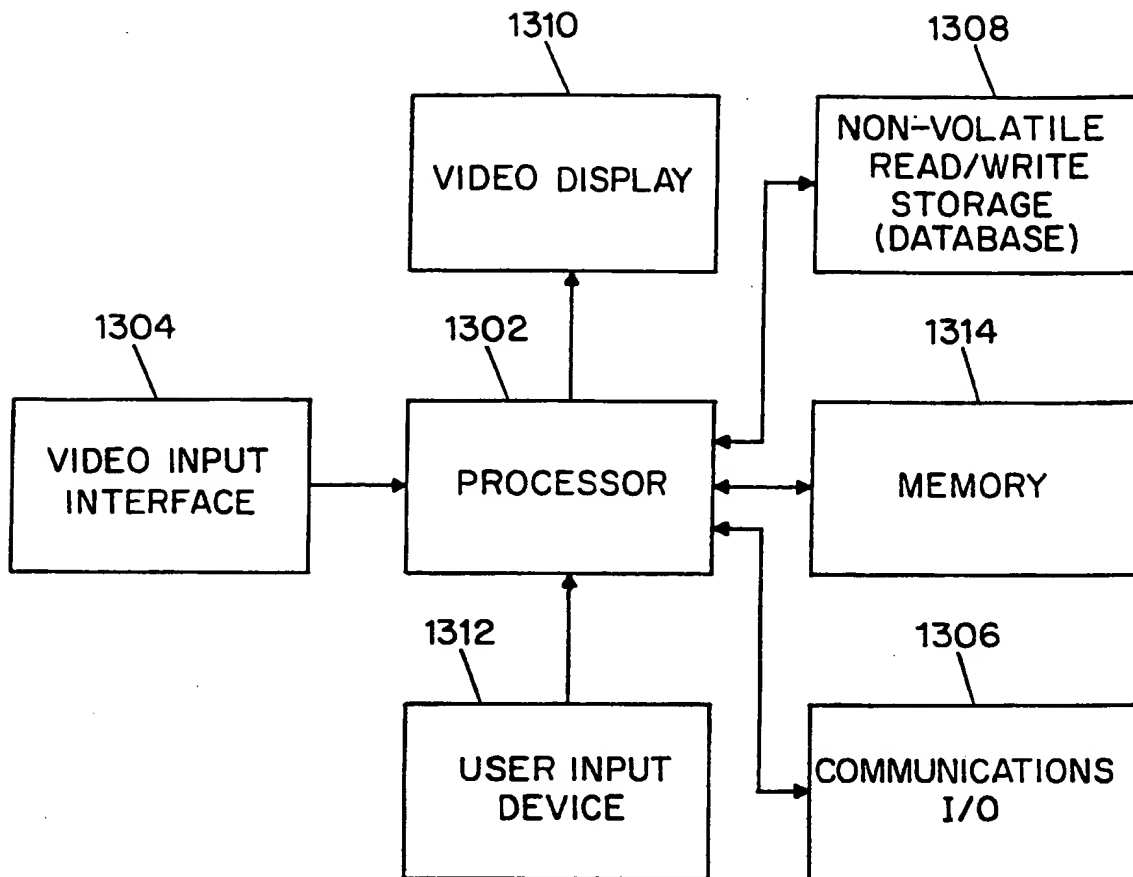 1310
1308
VIDEO DISPLAY
NON-VOLATILE
READ/WRITE
STORAGE
(DATABASE)
1304
1302
1314
VIDEO INPUT
INTERFACE
PROCESSOR
MEMORY
1312
1306
USER INPUT
DEVICE
COMMUNICATIONS
I/O